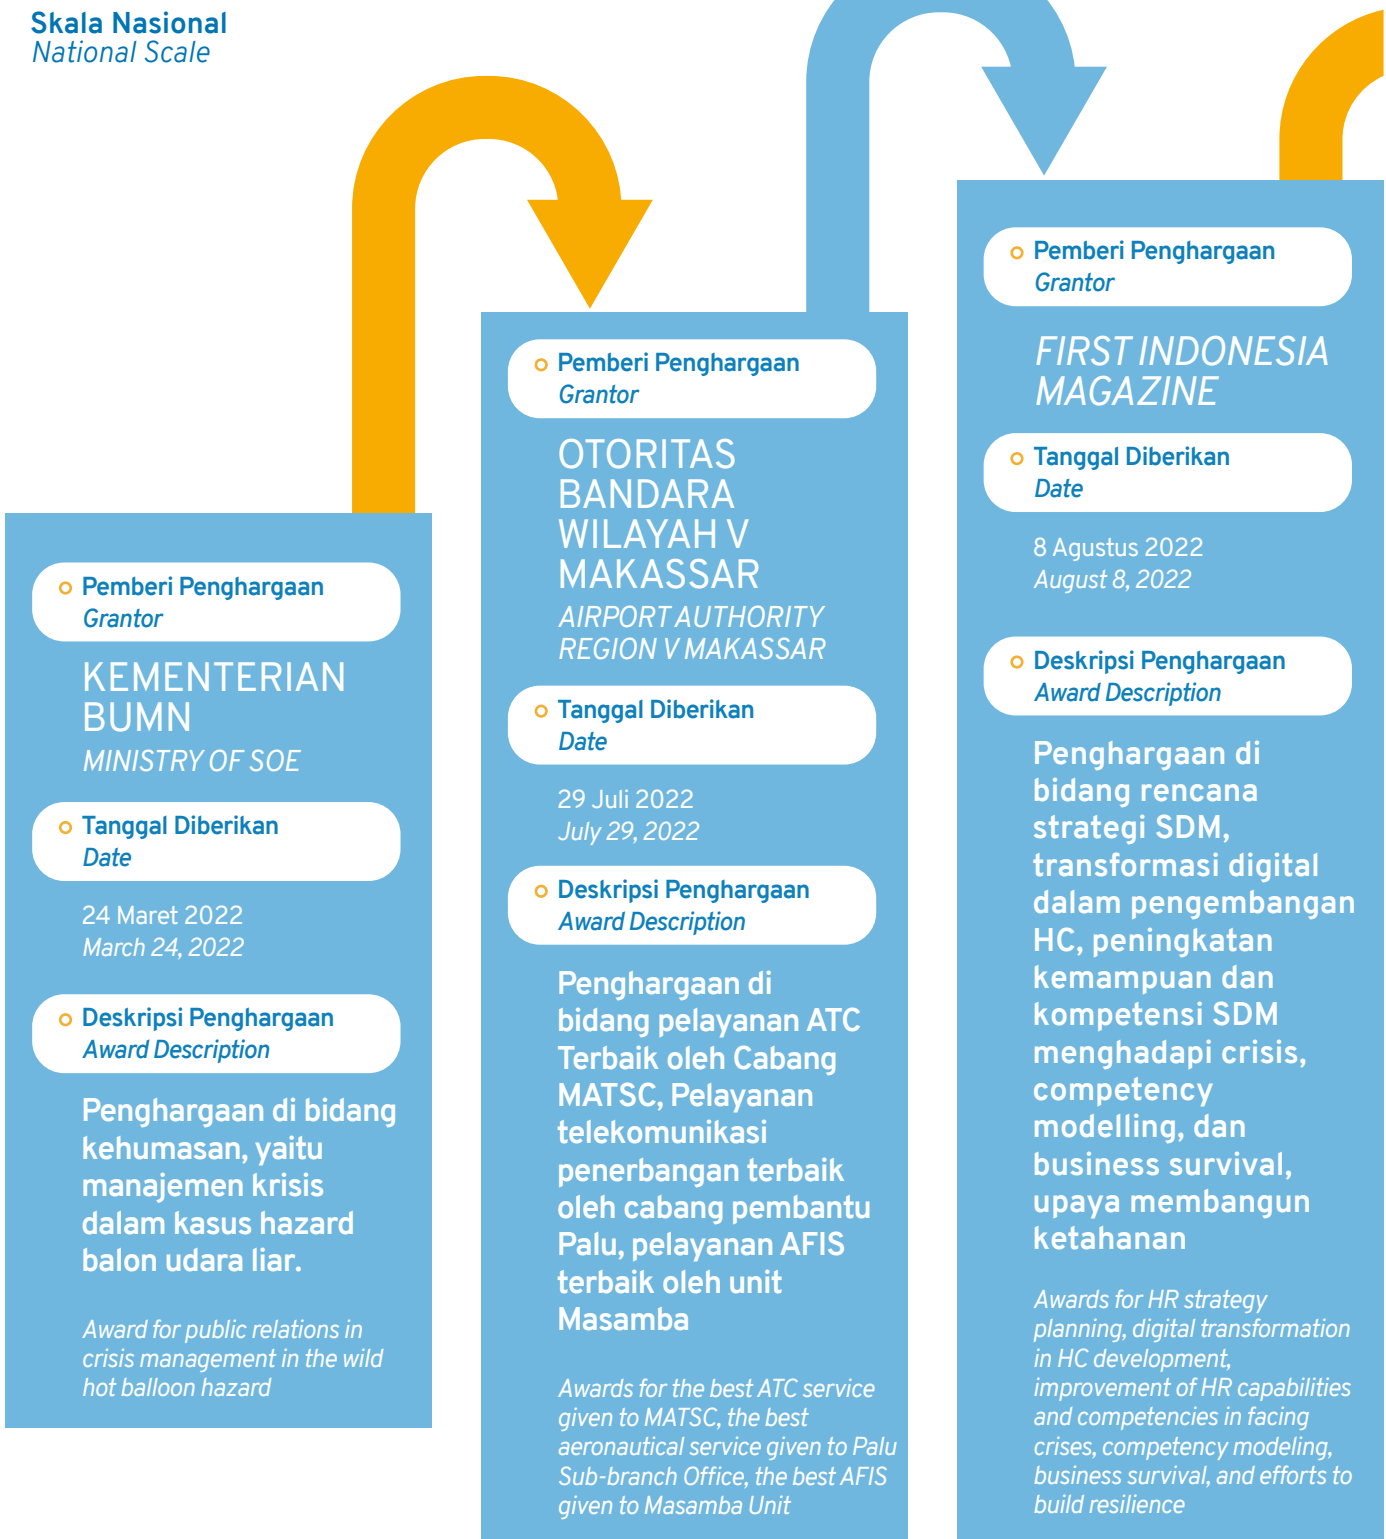 Skala Nasional
National Scale
Pemberi Penghargaan
Grantor
KEMENTERIAN
BUMN
MINISTRY OF SOE
Tanggal Diberikan
Date
24 Maret 2022
March 24, 2022
Deskripsi Penghargaan
Award Description
Penghargaan di bidang
kehumasan, yaitu
manajemen krisis
dalam kasus hazard
balon udara liar.
Award for public relations in
crisis management in the wild
hot balloon hazard
Pemberi Penghargaan
Grantor
OTORITAS
BANDARA
WILAYAH V
MAKASSAR
AIRPORT AUTHORITY
REGION V MAKASSAR
Tanggal Diberikan
Date
29 Juli 2022
July 29, 2022
Deskripsi Penghargaan
Award Description
Penghargaan di
bidang pelayanan ATC
Terbaik oleh Cabang
MATSC, Pelayanan
telekomunikasi
penerbangan terbaik
oleh cabang pembantu
Palu, pelayanan AFIS
terbaik oleh unit
Masamba
Awards for the best ATC service
given to MATSC, the best
aeronautical service given to Palu
Sub-branch Office, the best AFIS
given to Masamba Unit
Pemberi Penghargaan
Grantor
FIRST INDONESIA
MAGAZINE
Tanggal Diberikan
Date
8 Agustus 2022
August 8, 2022
Deskripsi Penghargaan
Award Description
Penghargaan di
bidang rencana
strategi SDM,
transformasi digital
dalam pengembangan
HC, peningkatan
kemampuan dan
kompetensi SDM
menghadapi crisis,
competency
modelling, dan
business survival,
upaya membangun
ketahanan
Awards for HR strategy
planning, digital transformation
in HC development,
improvement of HR capabilities
and competencies in facing
crises, competency modeling,
business survival, and efforts to
build resilience